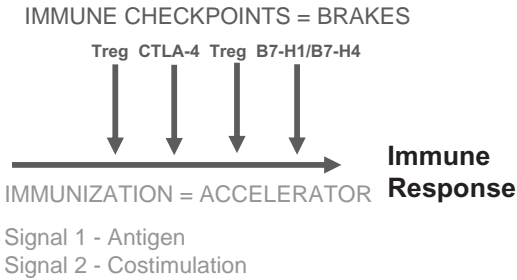 IMMUNE CHECKPOINTS = BRAKES
Treg CTLA-4 Treg B7-H1/B7-H4
Immune
Response
IMMUNIZATION = ACCELERATOR
Signal 1 - Antigen
Signal 2 - Costimulation